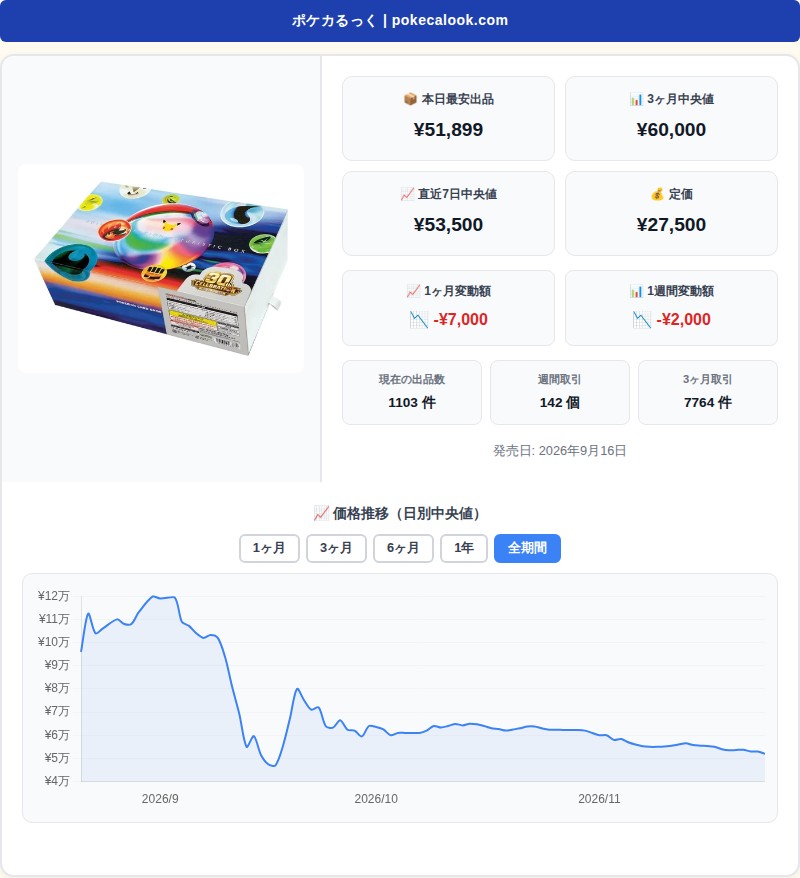 ポケカるっく | pokecalook.com
📦 本日最安出品
¥51,899
📊 3ヶ月中央値
¥60,000
📈 直近7日中央値
¥53,500
💰 定価
¥27,500
📈 1ヶ月変動額
📉 -¥7,000
📊 1週間変動額
📉 -¥2,000
現在の出品数
1103 件
週間取引
142 個
3ヶ月取引
7764 件
発売日: 2026年9月16日
30
CELEBRATION
BOX
📈 価格推移（日別中央値）
1ヶ月
3ヶ月
6ヶ月
1年
全期間
¥12万
¥11万
¥10万
¥9万
¥8万
¥7万
¥6万
¥5万
¥4万
2026/9
2026/10
2026/11